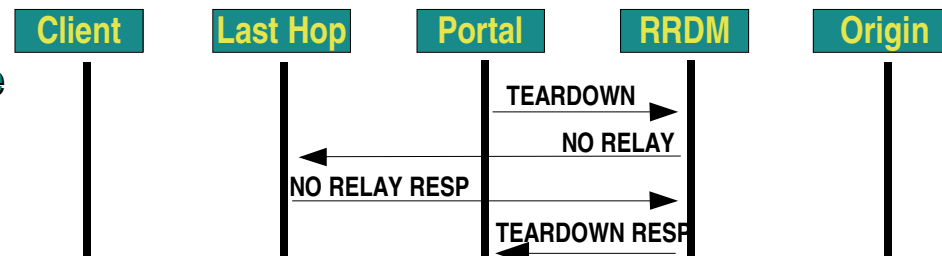 Client Last Hop Portal RRDM Origin
e
TEARDOWN
NO RELAY
NO RELAY RESP
TEARDOWN RESP